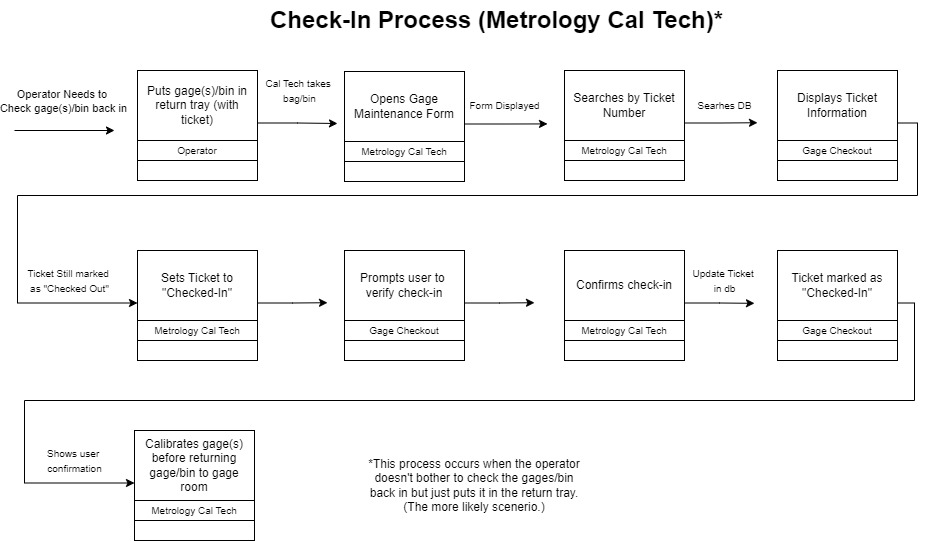 Check-In Process (Metrology Cal Tech)*
Operator Needs to
Check gage(s)/bin back in
Puts gage(s)/bin in
return tray (with
ticket)
Operator
Cal Tech takes
bag/bin
Opens Gage
Maintenance Form
Metrology Cal Tech
Form Displayed
Searches by Ticket
Number
Metrology Cal Tech
Searhes DB
Displays Ticket
Information
Gage Checkout
Ticket Still marked
as "Checked Out"
Sets Ticket to
"Checked-In"
Metrology Cal Tech
Prompts user to
verify check-in
Gage Checkout
Confirms check-in
Metrology Cal Tech
Update Ticket
in db
Ticket marked as
"Checked-In"
Gage Checkout
Shows user
confirmation
Calibrates gage(s)
before returning
gage/bin to gage
room
Metrology Cal Tech
*This process occurs when the operator
doesn't bother to check the gages/bin
back in but just puts it in the return tray.
(The more likely scenerio.)